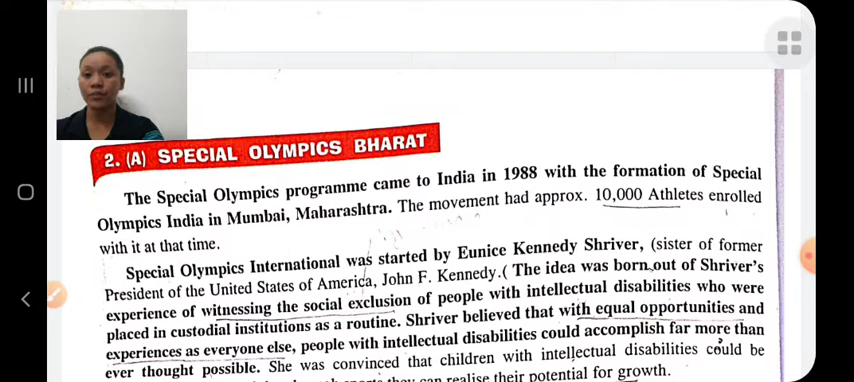 2. (A) SPECIAL OLYMPICS BHARAT
The Special Olympics programme came to India in 1988 with the formation of Special
Olympics India in Mumbai, Maharashtra. The movement had approx. 10,000 Athletes enrolled
with it at that time.
Special Olympics International was started by Eunice Kennedy Shriver, (sister of former
President of the United States of America, John F. Kennedy.( The idea was born out of Shriver's
experience of witnessing the social exclusion of people with intellectual disabilities who were
placed in custodial institutions as a routine. Shriver believed that with equal opportunities and
experiences as everyone else, people with intellectual disabilities could accomplish far more than
ever thought possible. She was convinced that children with intellectual disabilities could be
they can realise their potential for growth.